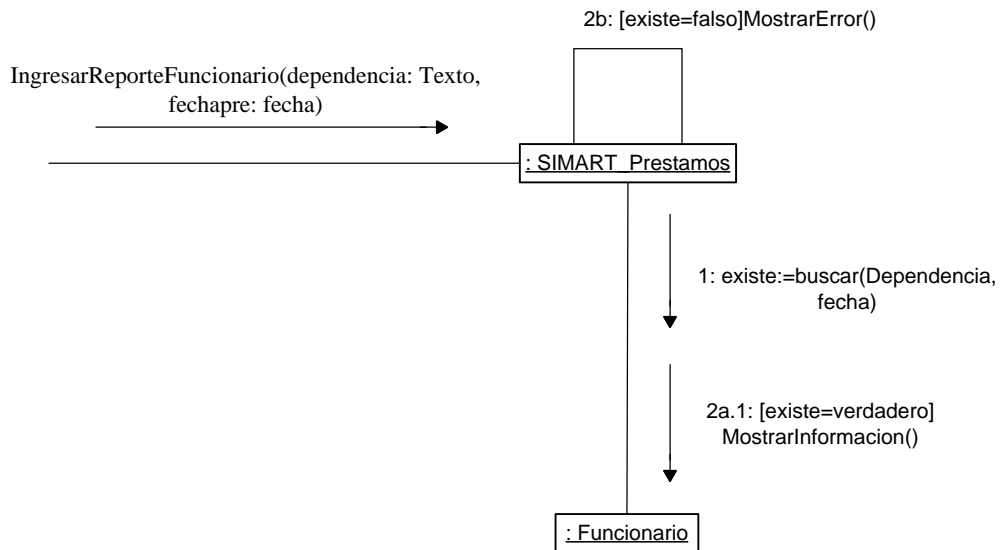 2b: [existe=falso]MostrarError()
IngresarReporteFuncionario(dependencia: Texto,
fechapre: fecha)
: SIMART_Prestamos
1: existe:=buscar(Dependencia,
fecha)
2a.1: [existe=verdadero]
MostrarInformacion()
: Funcionario